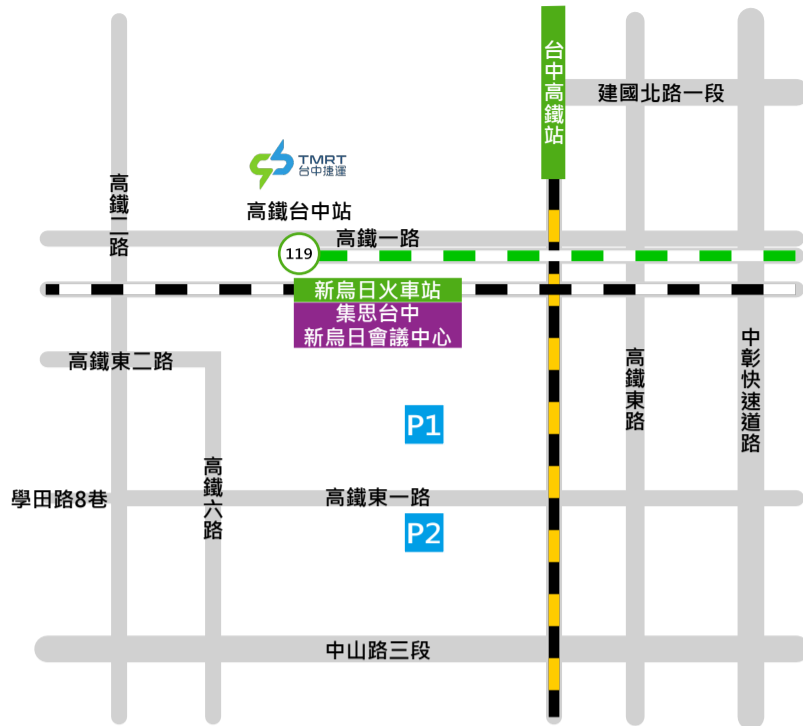 台中高鐵站
建國北路一段
TMRT
台中捷運
高鐵二路
高鐵台中站
高鐵一路
119
新烏日火車站
集思台中
新烏日會議中心
高鐵東二路
高鐵東路
中彰快速道路
P1
高鐵六路
學田路8巷
高鐵東一路
P2
中山路三段